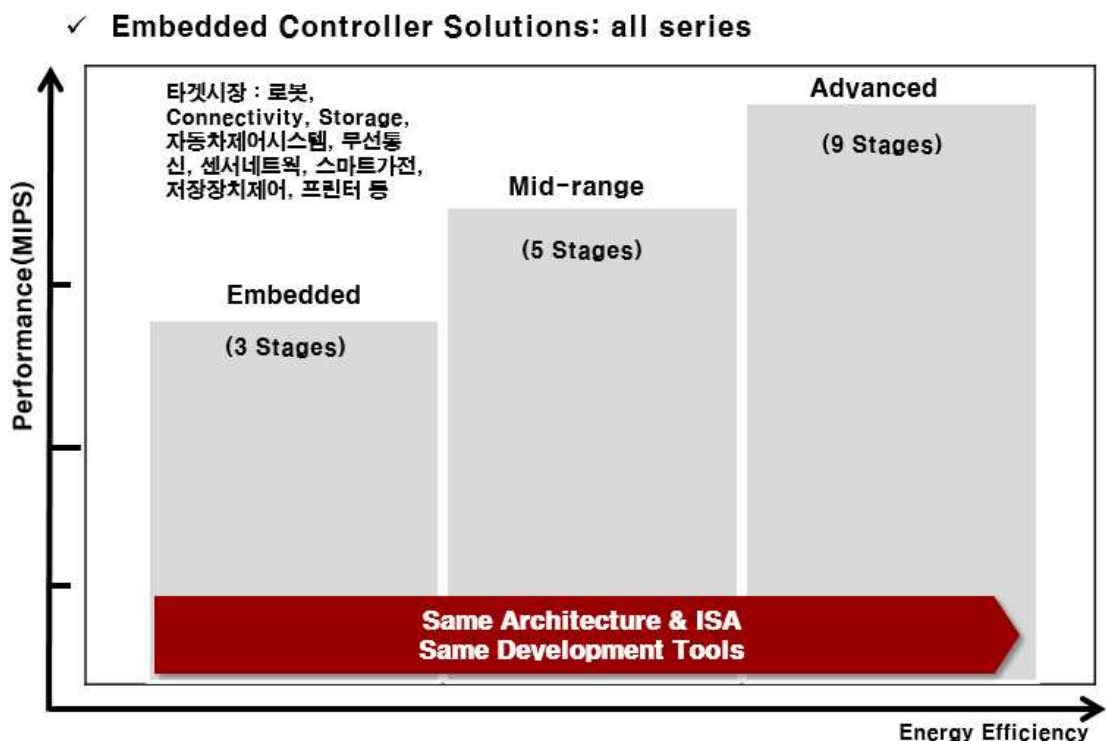 ✓ Embedded Controller Solutions: all series
Performance(MIPS)
타겟시장 : 로봇,
Connectivity, Storage,
자동차제어시스템, 무선통
신, 센서네트웍, 스마트가전,
저장장치제어, 프린터 등
Embedded
(3 Stages)
Mid-range
(5 Stages)
Advanced
(9 Stages)
Same Architecture & ISA
Same Development Tools
Energy Efficiency